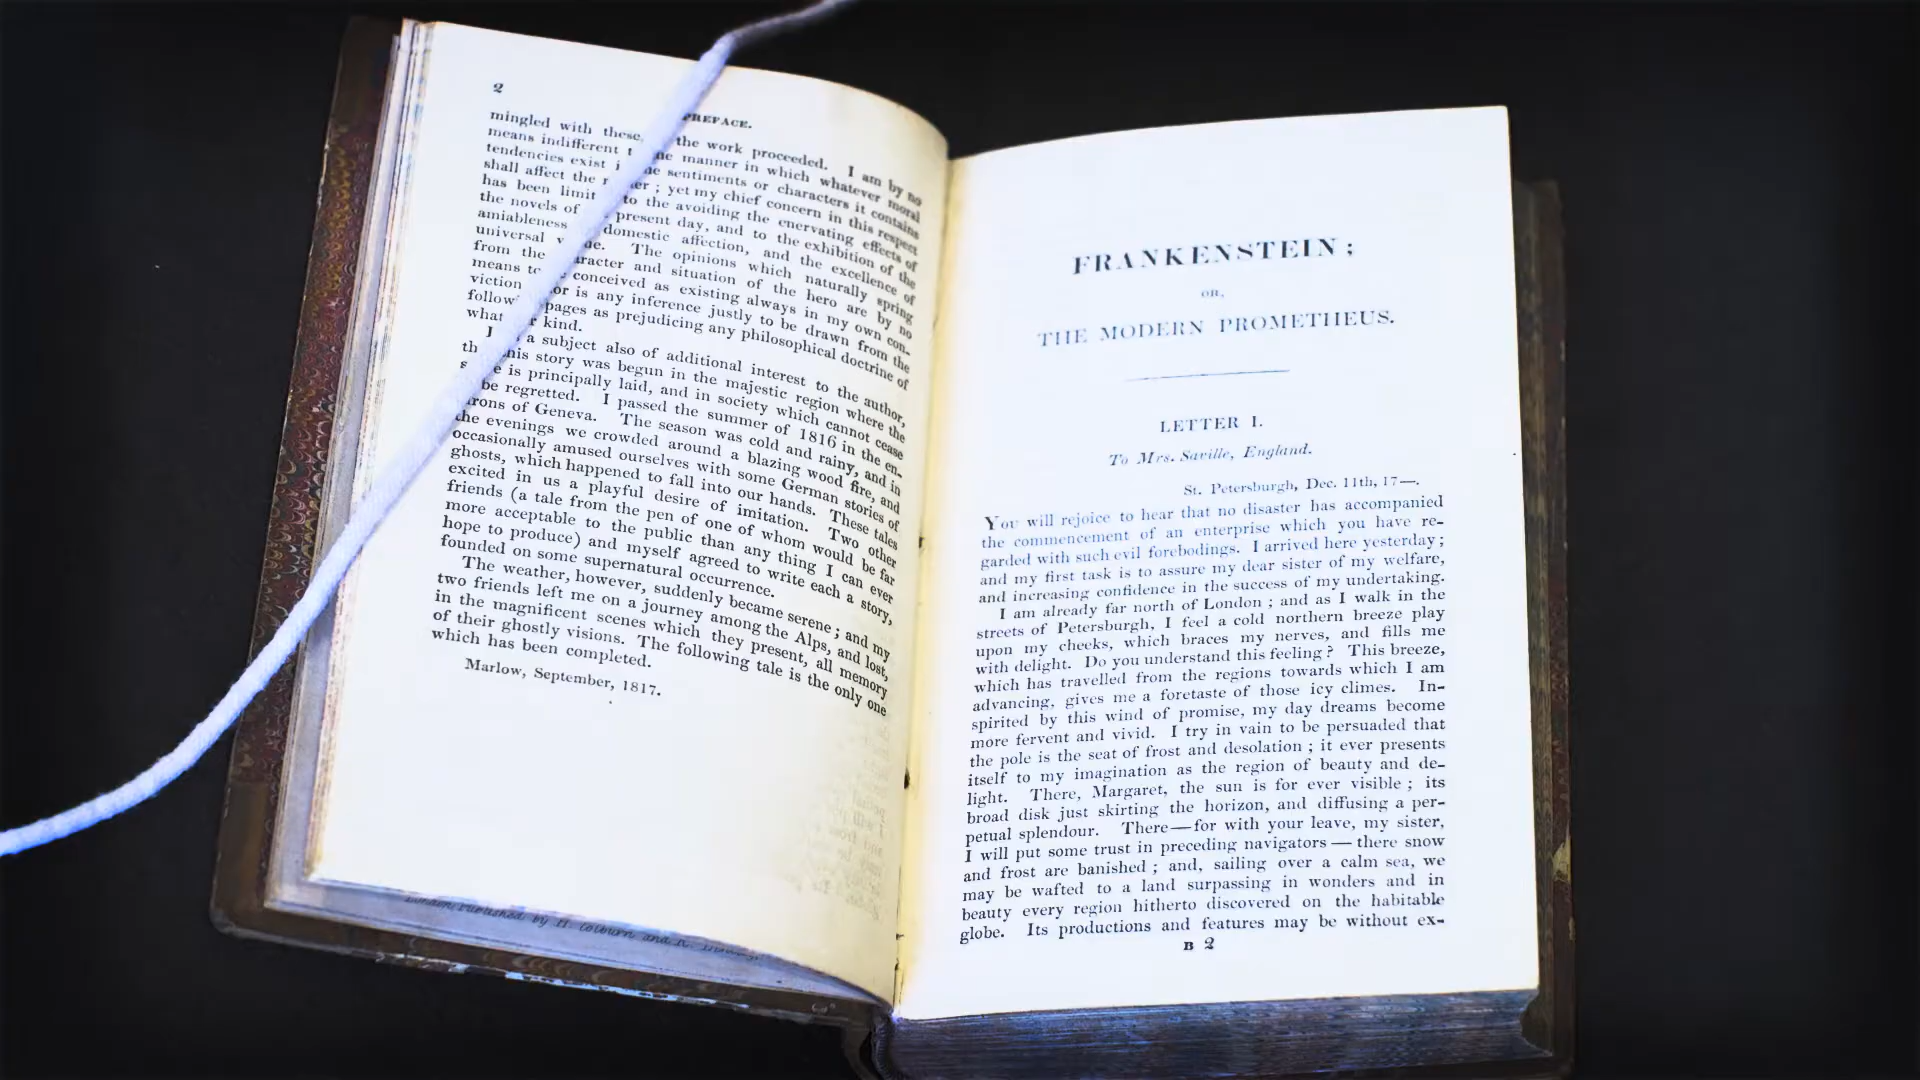 2
PREFACE.
mingled with these, the work proceeded. I am by no
means indifferent manner in which whatever moral
tendencies exist sentiments or characters it contains
shall affect the ; yet my chief concern in this respect
has been to the avoiding the enervating effects of
the novels of present day, and to the exhibition of the
amiableness domestic affection, and the excellence of
universal The opinions which naturally spring
from the and situation of the hero are by no
means conceived as existing always in my own con-
viction is any inference justly to be drawn from the
pages as prejudicing any philosophical doctrine of
what kind.
a subject also of additional interest to the author,
story was begun in the majestic region where the
is principally laid, and in society which cannot cease
be regretted. I passed the summer of 1816 in the en-
of Geneva. The season was cold and rainy, and in
the evenings we crowded around a blazing wood fire, and
occasionally amused ourselves with some German stories of
ghosts, which happened to fall into our hands. These tales
excited in us a playful desire of imitation. Two other
friends (a tale from the pen of one of whom would be far
more acceptable to the public than any thing I can ever
hope to produce) and myself agreed to write each a story,
founded on some supernatural occurrence.
The weather, however, suddenly became serene; and my
two friends left me on a journey among the Alps, and lost,
in the magnificent scenes which they present, all memory
of their ghostly visions. The following tale is the only one
which has been completed.
Marlow, September, 1817.
London Published by H. Colburn and R.
FRANKENSTEIN;
OR,
THE MODERN PROMETHEUS.
LETTER I.
To Mrs. Saville, England.
St. Petersburgh, Dec. 11th, 17—.
You will rejoice to hear that no disaster has accompanied
the commencement of an enterprise which you have re-
garded with such evil forebodings. I arrived here yesterday;
and my first task is to assure my dear sister of my welfare,
and increasing confidence in the success of my undertaking.
I am already far north of London; and as I walk in the
streets of Petersburgh, I feel a cold northern breeze play
upon my cheeks, which braces my nerves, and fills me
with delight. Do you understand this feeling? This breeze,
which has travelled from the regions towards which I am
advancing, gives me a foretaste of those icy climes. In-
spirited by this wind of promise, my day dreams become
more fervent and vivid. I try in vain to be persuaded that
the pole is the seat of frost and desolation; it ever presents
itself to my imagination as the region of beauty and de-
light. There, Margaret, the sun is for ever visible; its
broad disk just skirting the horizon, and diffusing a per-
petual splendour. There—for with your leave, my sister,
I will put some trust in preceding navigators—there snow
and frost are banished; and, sailing over a calm sea, we
may be wafted to a land surpassing in wonders and in
beauty every region hitherto discovered on the habitable
globe. Its productions and features may be without ex-
B 2